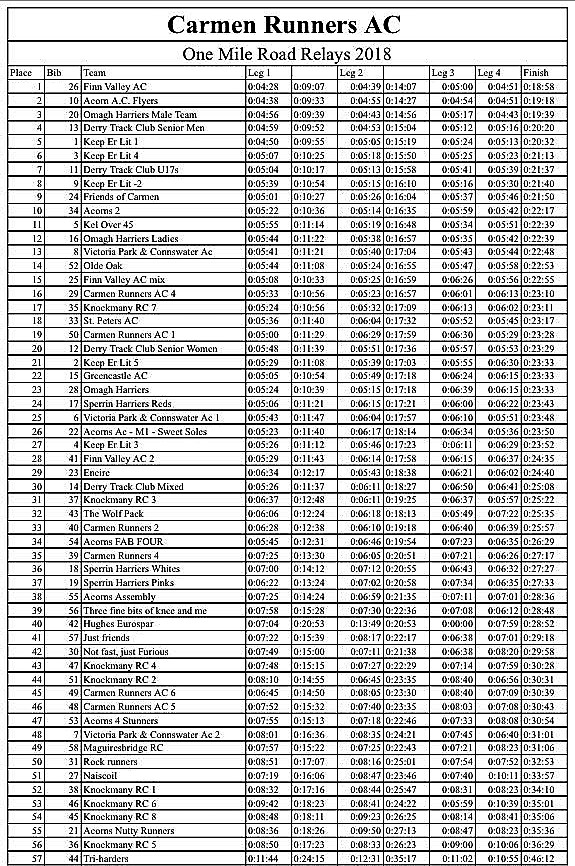 Carmen Runners AC
One Mile Road Relays 2018
Place Bib Team Leg 1 Leg 2 Leg 3 Leg 4 Finish
1 26 Finn Valley AC 0:04:28 0:09:07 0:04:39 0:14:07 0:05:00 0:04:51 0:18:58
2 10 Acorn A.C. Flyers 0:04:38 0:09:33 0:04:55 0:14:27 0:04:54 0:04:51 0:19:18
3 20 Omagh Harriers Male Team 0:04:56 0:09:39 0:04:43 0:14:56 0:05:17 0:04:43 0:19:39
4 13 Derry Track Club Senior Men 0:04:59 0:09:52 0:04:53 0:15:04 0:05:12 0:05:16 0:20:20
5 1 Keep Er Lit 1 0:04:50 0:09:55 0:05:05 0:15:19 0:05:24 0:05:13 0:20:32
6 3 Keep Er Lit 4 0:05:07 0:10:25 0:05:18 0:15:50 0:05:25 0:05:23 0:21:13
7 11 Derry Track Club U17s 0:05:04 0:10:17 0:05:13 0:15:58 0:05:41 0:05:39 0:21:37
8 9 Keep Er Lit -2 0:05:39 0:10:54 0:05:15 0:16:10 0:05:16 0:05:30 0:21:40
9 24 Friends of Carmen 0:05:01 0:10:27 0:05:26 0:16:04 0:05:37 0:05:46 0:21:50
10 34 Acorns 2 0:05:22 0:10:36 0:05:14 0:16:35 0:05:59 0:05:42 0:22:17
11 5 Kel Over 45 0:05:55 0:11:14 0:05:19 0:16:48 0:05:34 0:05:51 0:22:39
12 16 Omagh Harriers Ladies 0:05:44 0:11:22 0:05:38 0:16:57 0:05:35 0:05:42 0:22:39
13 8 Victoria Park & Connswater Ac 0:05:41 0:11:21 0:05:40 0:17:04 0:05:43 0:05:44 0:22:48
14 52 Olde Oak 0:05:44 0:11:08 0:05:24 0:16:55 0:05:47 0:05:58 0:22:53
15 25 Finn Valley AC mix 0:05:08 0:10:33 0:05:25 0:16:59 0:06:26 0:05:56 0:22:55
16 29 Carmen Runners AC 4 0:05:33 0:10:56 0:05:23 0:16:57 0:06:01 0:06:13 0:23:10
17 35 Knockmany RC 7 0:05:24 0:10:56 0:05:32 0:17:09 0:06:13 0:06:02 0:23:11
18 33 St. Peters AC 0:05:36 0:11:40 0:06:04 0:17:32 0:05:52 0:05:45 0:23:17
19 50 Carmen Runners AC 1 0:05:00 0:11:29 0:06:29 0:17:59 0:06:30 0:05:29 0:23:28
20 12 Derry Track Club Senior Women 0:05:48 0:11:39 0:05:51 0:17:36 0:05:57 0:05:53 0:23:29
21 2 Keep Er Lit 5 0:05:29 0:11:08 0:05:39 0:17:03 0:05:55 0:06:30 0:23:33
22 15 Greencastle AC 0:05:05 0:10:54 0:05:49 0:17:18 0:06:24 0:06:15 0:23:33
23 28 Omagh Harriers 0:05:24 0:10:39 0:05:15 0:17:18 0:06:39 0:06:15 0:23:33
24 17 Sperrin Harriers Reds 0:05:06 0:11:21 0:06:15 0:17:21 0:06:00 0:06:22 0:23:43
25 6 Victoria Park & Connswater Ac 1 0:05:43 0:11:47 0:06:04 0:17:57 0:06:10 0:05:51 0:23:48
26 22 Acorns Ac - M1 - Sweet Soles 0:05:23 0:11:40 0:06:17 0:18:14 0:06:34 0:05:36 0:23:50
27 4 Keep Er Lit 3 0:05:26 0:11:12 0:05:46 0:17:23 0:06:11 0:06:29 0:23:52
28 41 Finn Valley AC 2 0:05:29 0:11:43 0:06:14 0:17:58 0:06:15 0:06:37 0:24:35
29 23 Encire 0:06:34 0:12:17 0:05:43 0:18:38 0:06:21 0:06:02 0:24:40
30 14 Derry Track Club Mixed 0:05:26 0:11:37 0:06:11 0:18:27 0:06:50 0:06:41 0:25:08
31 37 Knockmany RC 3 0:06:37 0:12:48 0:06:11 0:19:25 0:06:37 0:05:57 0:25:22
32 43 The Wolf Pack 0:06:06 0:12:24 0:06:18 0:18:13 0:05:49 0:07:22 0:25:35
33 40 Carmen Runners 2 0:06:28 0:12:38 0:06:10 0:19:18 0:06:40 0:06:39 0:25:57
34 54 Acorns FAB FOUR 0:05:45 0:12:31 0:06:46 0:19:54 0:07:23 0:06:35 0:26:29
35 39 Carmen Runners 4 0:07:25 0:13:30 0:06:05 0:20:51 0:07:21 0:06:26 0:27:17
36 18 Sperrin Harriers Whites 0:07:00 0:14:12 0:07:12 0:20:55 0:06:43 0:06:32 0:27:27
37 19 Sperrin Harriers Pinks 0:06:22 0:13:24 0:07:02 0:20:58 0:07:34 0:06:35 0:27:33
38 55 Acorns Assembly 0:07:25 0:14:24 0:06:59 0:21:35 0:07:11 0:07:01 0:28:36
39 56 Three fine bits of knee and me 0:07:58 0:15:28 0:07:30 0:22:36 0:07:08 0:06:12 0:28:48
40 42 Hughes Eurospar 0:07:04 0:20:53 0:13:49 0:20:53 0:00:00 0:07:59 0:28:52
41 57 Just friends 0:07:22 0:15:39 0:08:17 0:22:17 0:06:38 0:07:01 0:29:18
42 30 Not fast, just Furious 0:07:49 0:15:00 0:07:11 0:21:38 0:06:38 0:08:20 0:29:58
43 47 Knockmany RC 4 0:07:48 0:15:15 0:07:27 0:22:29 0:07:14 0:07:59 0:30:28
44 51 Knockmany RC 2 0:08:10 0:14:55 0:06:45 0:23:35 0:08:40 0:06:56 0:30:31
45 49 Carmen Runners AC 6 0:06:45 0:14:50 0:08:05 0:23:30 0:08:40 0:07:09 0:30:39
46 48 Carmen Runners AC 5 0:07:52 0:15:32 0:07:40 0:23:35 0:08:03 0:07:08 0:30:43
47 53 Acorns 4 Stunners 0:07:55 0:15:13 0:07:18 0:22:46 0:07:33 0:08:08 0:30:54
48 7 Victoria Park & Connswater Ac 2 0:08:01 0:16:36 0:08:35 0:24:21 0:07:45 0:06:40 0:31:01
49 58 Maguiresbridge RC 0:07:57 0:15:22 0:07:25 0:22:43 0:07:21 0:08:23 0:31:06
50 31 Rock runners 0:08:51 0:17:07 0:08:16 0:25:01 0:07:54 0:07:52 0:32:53
51 27 Naiscoil 0:07:19 0:16:06 0:08:47 0:23:46 0:07:40 0:10:11 0:33:57
52 38 Knockmany RC 1 0:08:32 0:17:16 0:08:44 0:25:47 0:08:31 0:08:23 0:34:10
53 46 Knockmany RC 6 0:09:42 0:18:23 0:08:41 0:24:22 0:05:59 0:10:39 0:35:01
54 45 Knockmany RC 8 0:08:48 0:18:11 0:09:23 0:26:25 0:08:14 0:08:41 0:35:06
55 21 Acorns Nutty Runners 0:08:36 0:18:26 0:09:50 0:27:13 0:08:47 0:08:23 0:35:36
56 36 Knockmany RC 5 0:08:50 0:17:23 0:08:33 0:26:23 0:09:00 0:10:06 0:36:29
57 44 Tri-harders 0:11:44 0:24:15 0:12:31 0:35:17 0:11:02 0:10:55 0:46:12